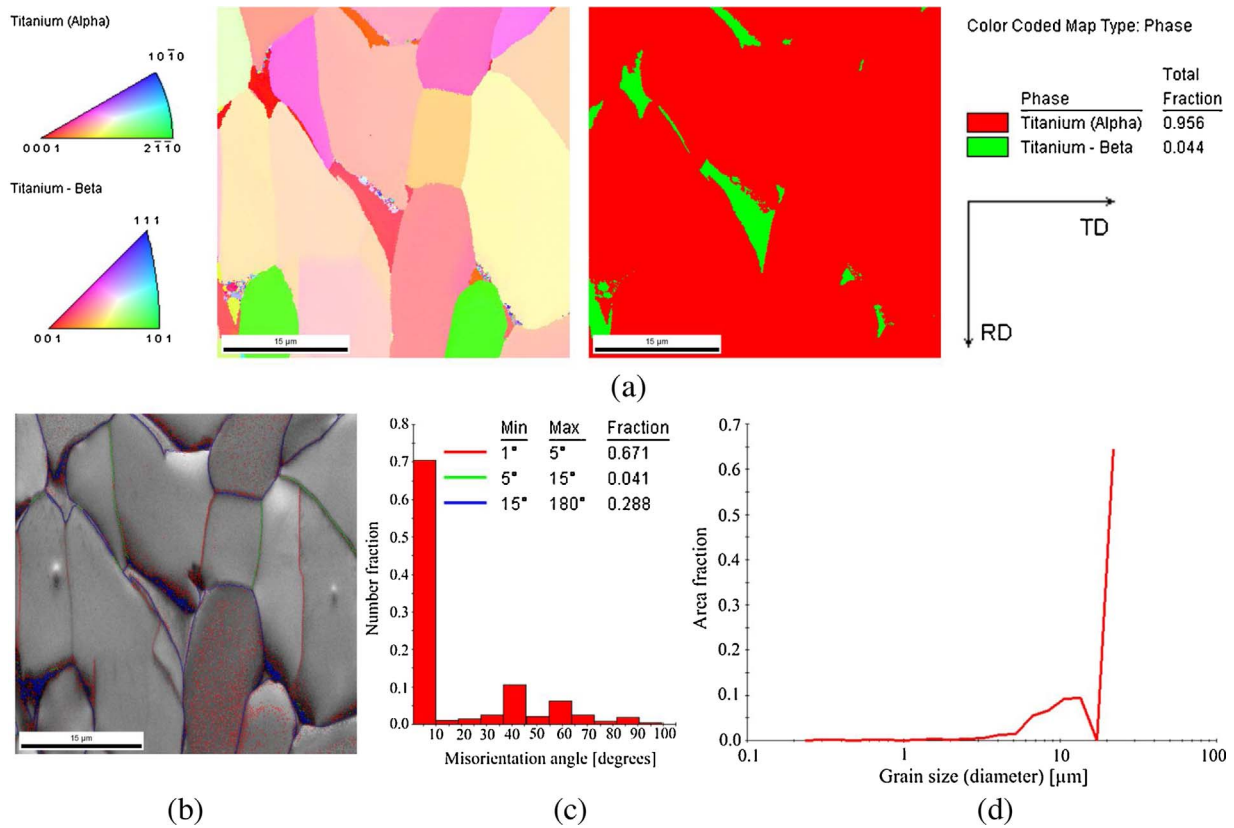 Titanium (Alpha)
101̄0
0001 2̄1̄1̄0
Titanium - Beta
111
001 101
15 µm
15 µm
Color Coded Map Type: Phase
Total
Phase Fraction
Titanium (Alpha) 0.956
Titanium - Beta 0.044
TD
RD
(a)
15 µm
(b)
Min Max Fraction
1° 5° 0.671
5° 15° 0.041
15° 180° 0.288
Number fraction
0.8
0.7
0.6
0.5
0.4
0.3
0.2
0.1
0.0
10 20 30 40 50 60 70 80 90 100
Misorientation angle [degrees]
(c)
Area fraction
0.7
0.6
0.5
0.4
0.3
0.2
0.1
0.0
0.1 1 10 100
Grain size (diameter) [µm]
(d)